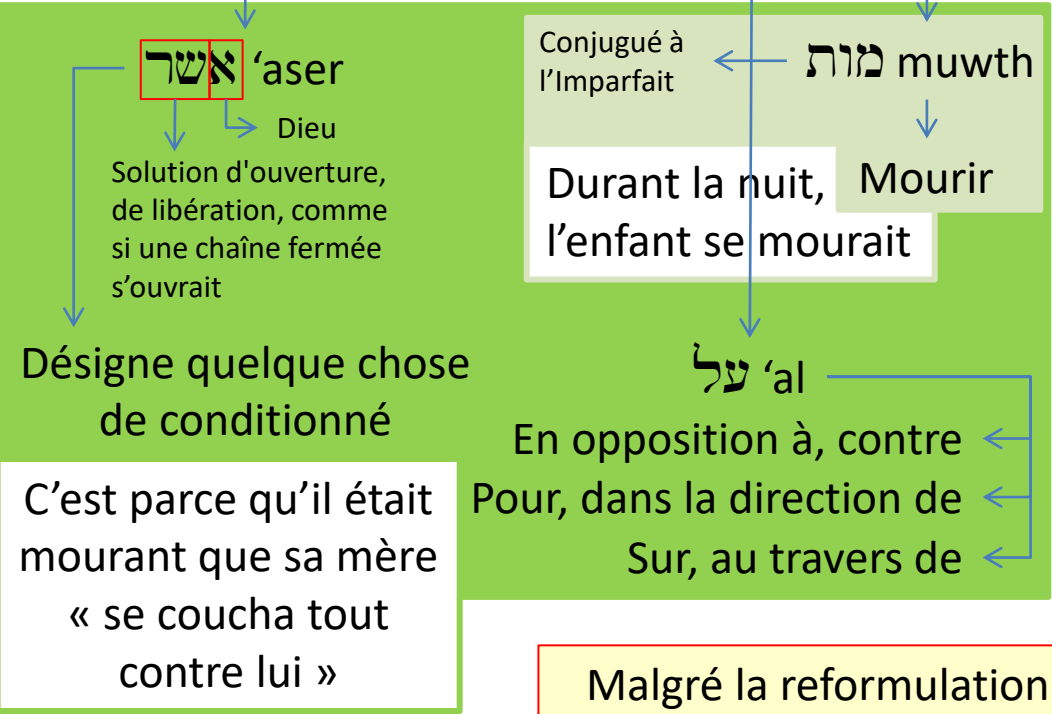 אשר ‘aser
Dieu
Solution d'ouverture,
de libération, comme
si une chaîne fermée
s’ouvrait
Désigne quelque chose
de conditionné
C’est parce qu’il était
mourant que sa mère
« se coucha tout
contre lui »
Conjugué à
l’Imparfait
מות muwth
Mourir
Durant la nuit,
l’enfant se mourait
על ‘al
En opposition à, contre
Pour, dans la direction de
Sur, au travers de
Malgré la reformulation